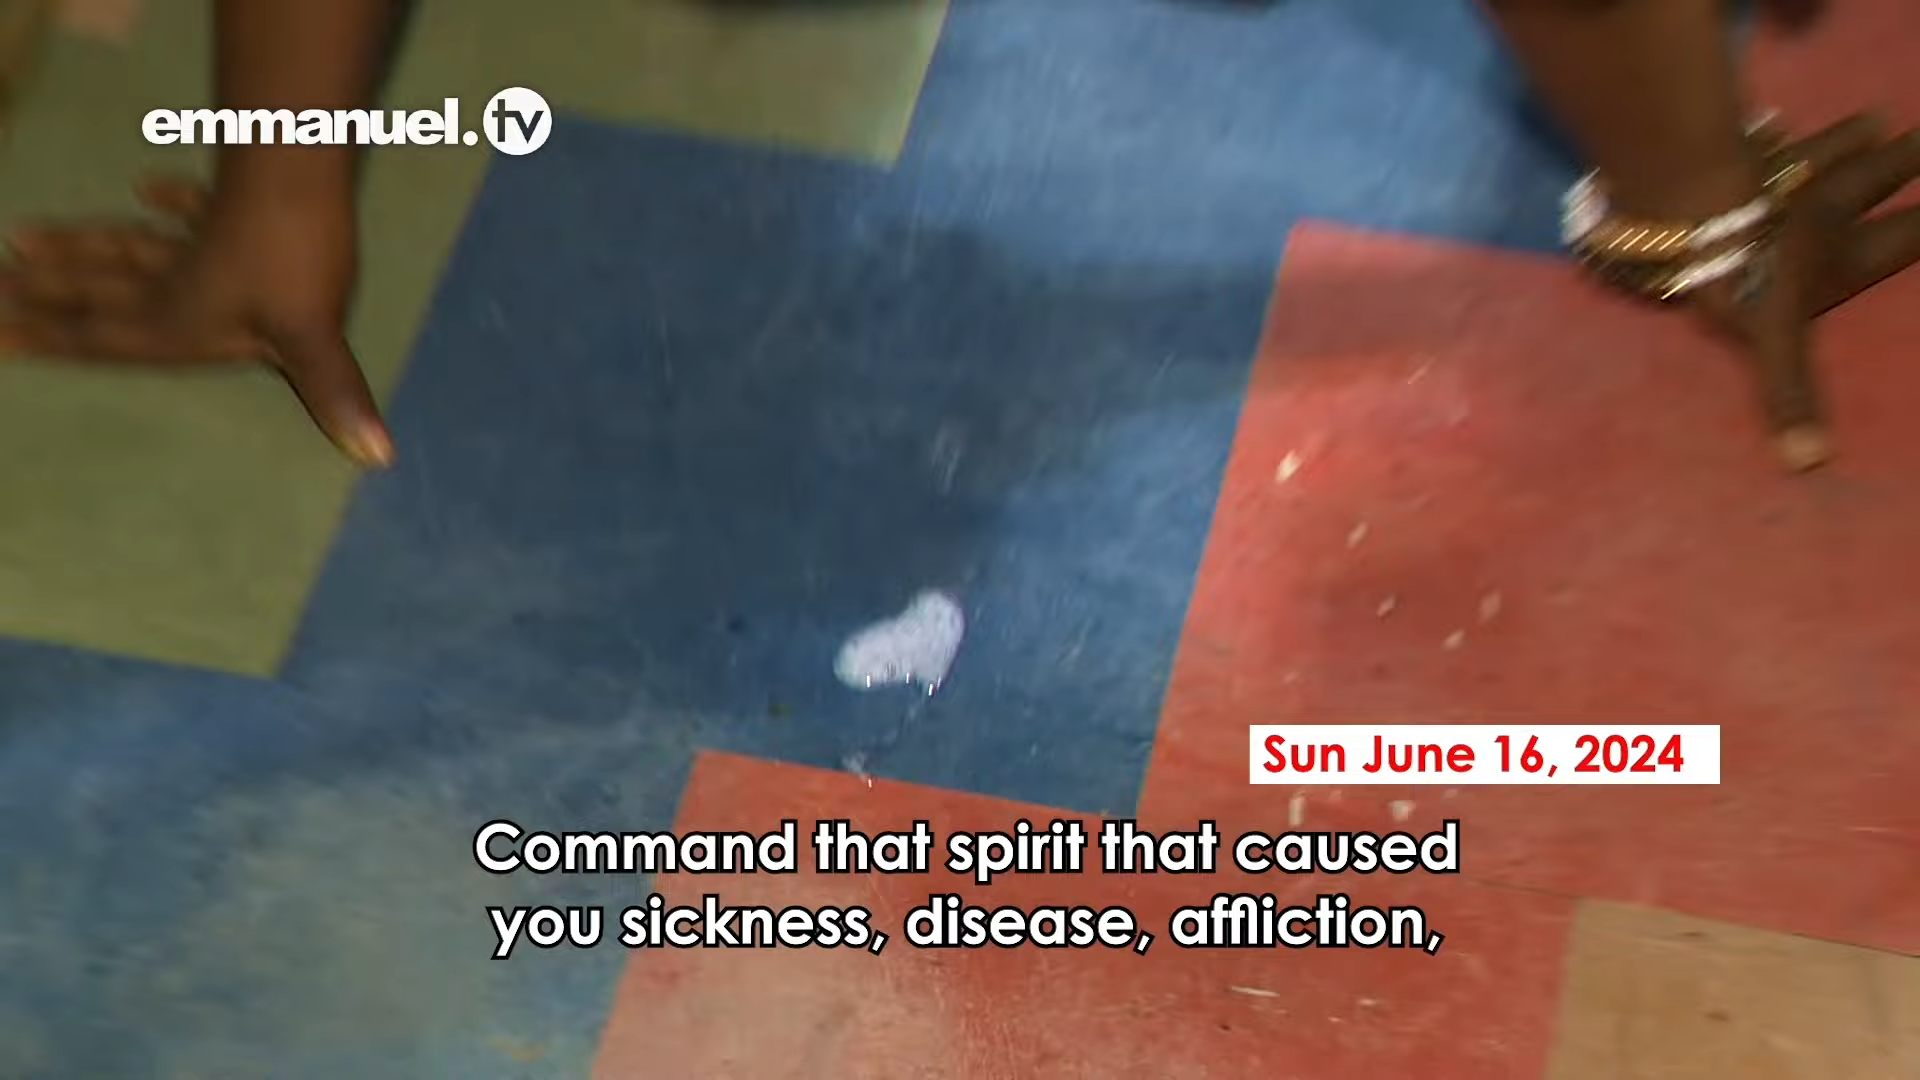 emmanuel.tv
Sun June 16, 2024
Command that spirit that caused
you sickness, disease, affliction,